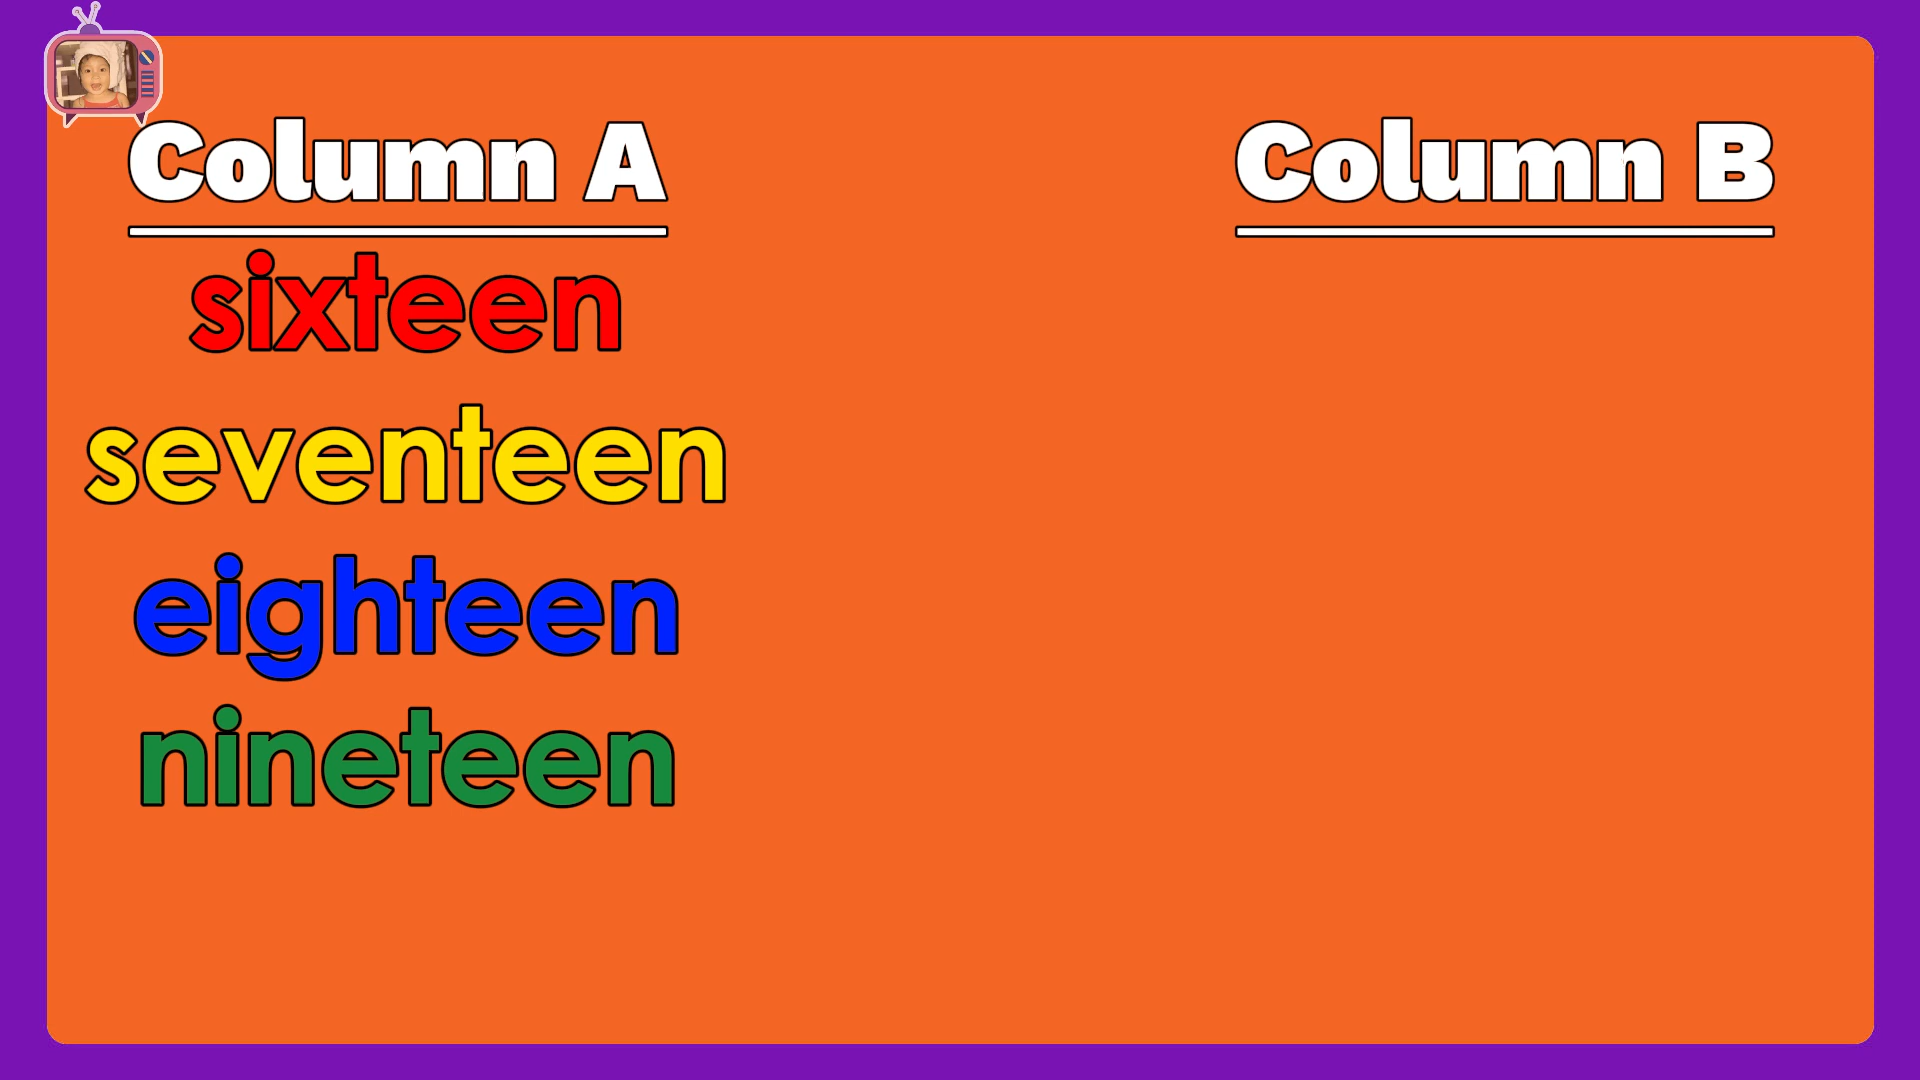 Column A Column B
sixteen
seventeen
eighteen
nineteen